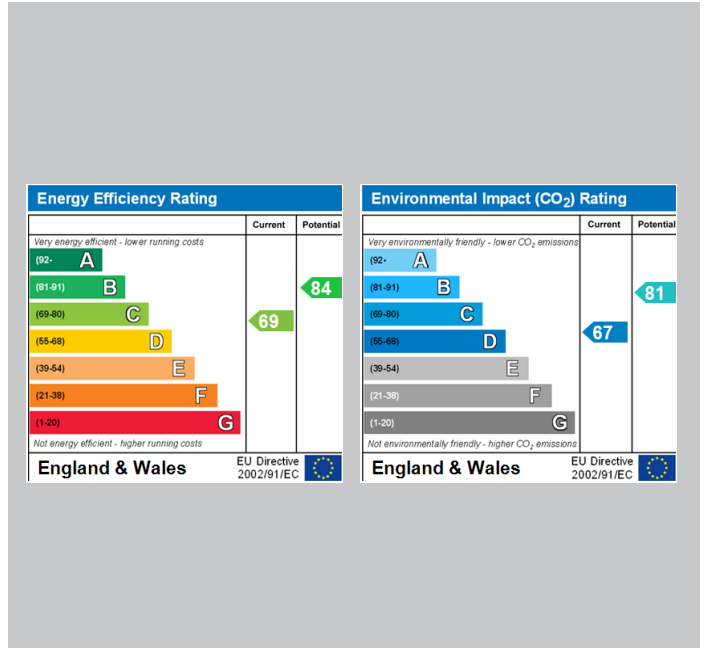 Energy Efficiency Rating
Current Potential
Very energy efficient - lower running costs
(92- A
(81-91) B
84
(69-80) C
69
(55-68) D
(39-54) E
(21-38) F
(1-20) G
Not energy efficient - higher running costs
England & Wales
EU Directive
2002/91/EC
Environmental Impact (CO2) Rating
Current Potential
Very environmentally friendly - lower CO2 emissions
(92- A
(81-91) B
81
(69-80) C
(55-68) D
67
(39-54) E
(21-38) F
(1-20) G
Not environmentally friendly - higher CO2 emissions
England & Wales
EU Directive
2002/91/EC